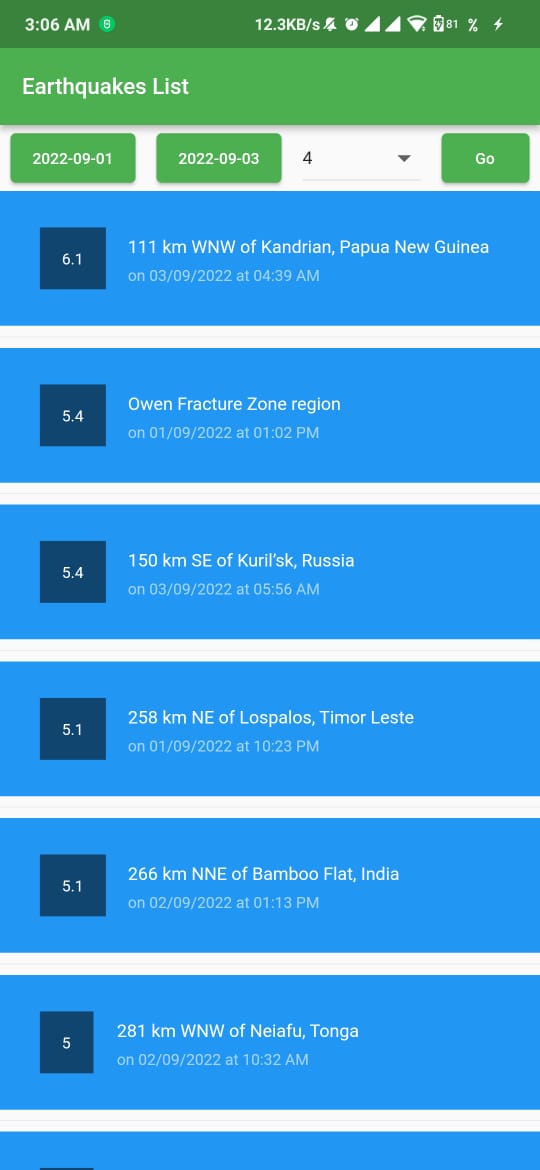 3:06 AM 12.3KB/s 81 %
Earthquakes List
2022-09-01 2022-09-03 4 Go
6.1
111 km WNW of Kandrian, Papua New Guinea
on 03/09/2022 at 04:39 AM
5.4
Owen Fracture Zone region
on 01/09/2022 at 01:02 PM
5.4
150 km SE of Kuril’sk, Russia
on 03/09/2022 at 05:56 AM
5.1
258 km NE of Lospalos, Timor Leste
on 01/09/2022 at 10:23 PM
5.1
266 km NNE of Bamboo Flat, India
on 02/09/2022 at 01:13 PM
5
281 km WNW of Neiafu, Tonga
on 02/09/2022 at 10:32 AM